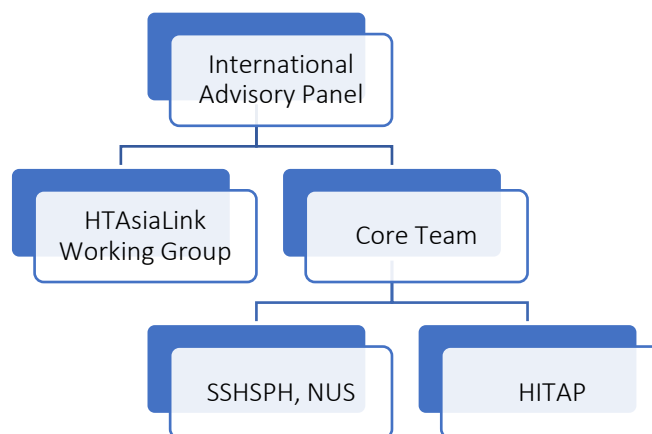 International
Advisory Panel
HTAsiaLink
Working Group
Core Team
SSHSPH, NUS
HITAP